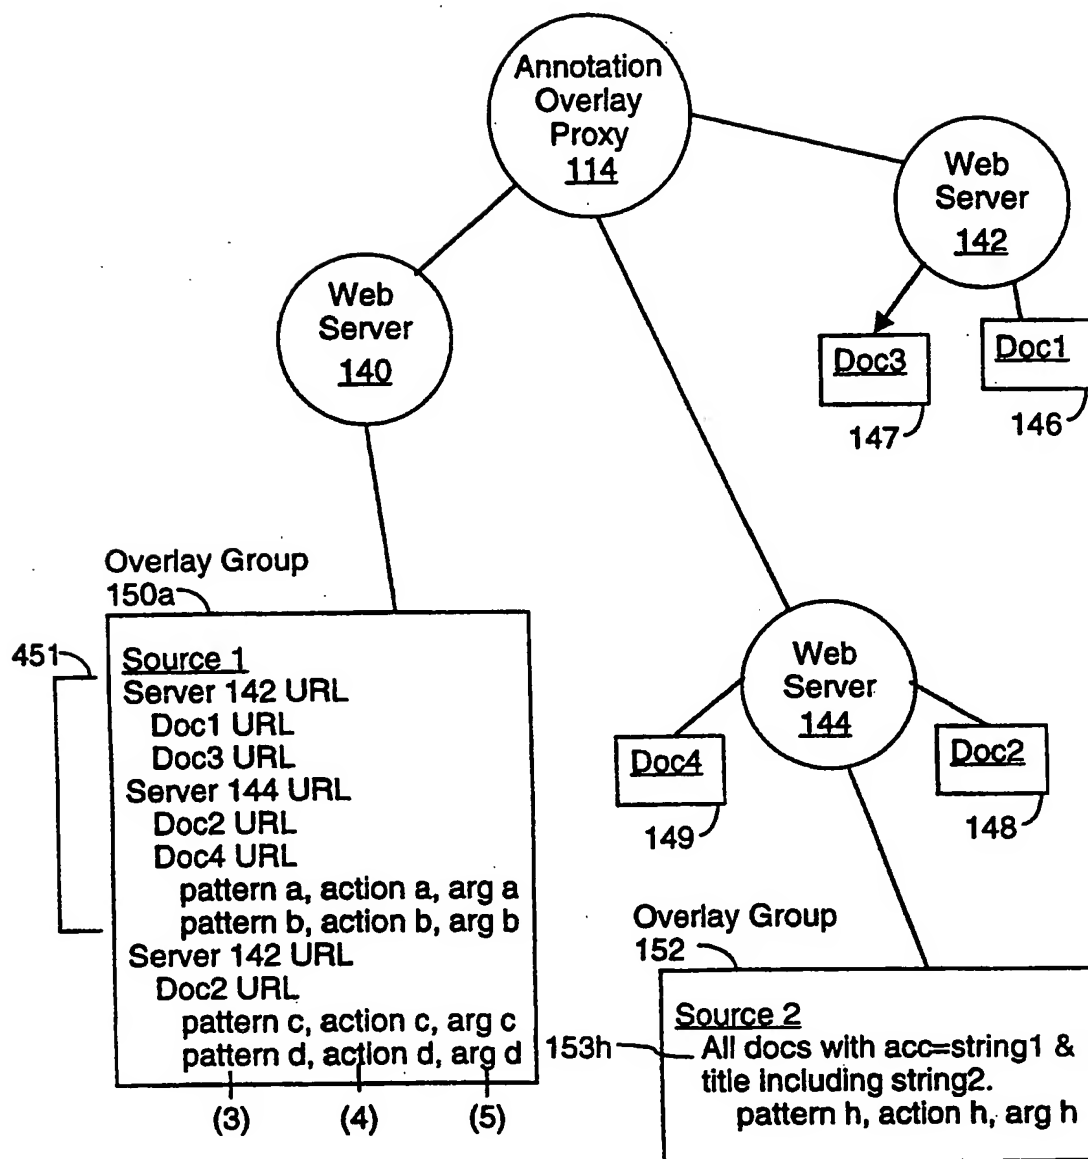 Annotation
Overlay
Proxy
114
Web
Server
142
Web
Server
140
Doc3
Doc1
147
146
Overlay Group
150a
451
Source 1
Server 142 URL
Doc1 URL
Doc3 URL
Server 144 URL
Doc2 URL
Doc4 URL
pattern a, action a, arg a
pattern b, action b, arg b
Server 142 URL
Doc2 URL
pattern c, action c, arg c
pattern d, action d, arg d
(3) (4) (5)
Web
Server
144
Doc4
Doc2
149
148
Overlay Group
152
Source 2
153h
All docs with acc=string1 &
title including string2.
pattern h, action h, arg h